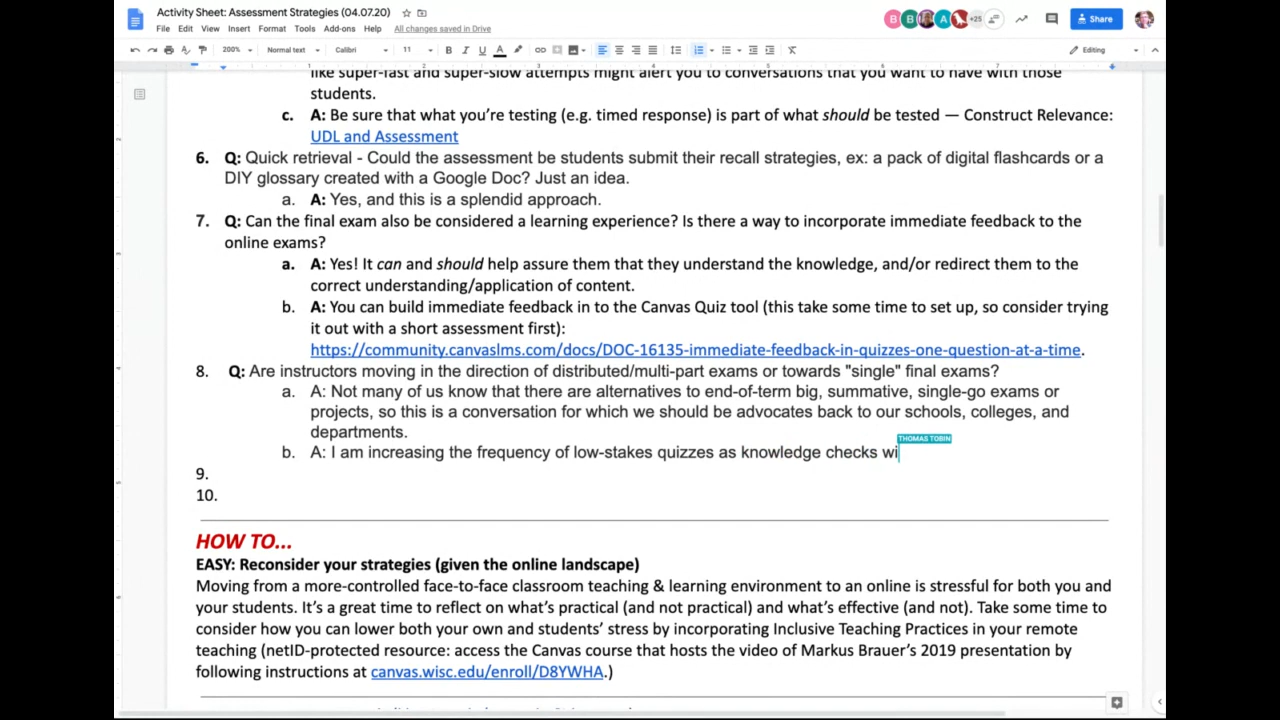 Activity Sheet: Assessment Strategies (04.07.20)
File Edit View Insert Format Tools Add-ons Help All changes saved in Drive
B B A +25 Share
200% Normal text Calibri 11 B I U A Editing
1 2 3 4 5 6 7
like super-fast and super-slow attempts might alert you to conversations that you want to have with those
students.
c. A: Be sure that what you're testing (e.g. timed response) is part of what should be tested — Construct Relevance:
UDL and Assessment
6. Q: Quick retrieval - Could the assessment be students submit their recall strategies, ex: a pack of digital flashcards or a
DIY glossary created with a Google Doc? Just an idea.
a. A: Yes, and this is a splendid approach.
7. Q: Can the final exam also be considered a learning experience? Is there a way to incorporate immediate feedback to the
online exams?
a. A: Yes! It can and should help assure them that they understand the knowledge, and/or redirect them to the
correct understanding/application of content.
b. A: You can build immediate feedback in to the Canvas Quiz tool (this take some time to set up, so consider trying
it out with a short assessment first):
https://community.canvaslms.com/docs/DOC-16135-immediate-feedback-in-quizzes-one-question-at-a-time.
8. Q: Are instructors moving in the direction of distributed/multi-part exams or towards "single" final exams?
a. A: Not many of us know that there are alternatives to end-of-term big, summative, single-go exams or
projects, so this is a conversation for which we should be advocates back to our schools, colleges, and
departments.
THOMAS TOBIN
b. A: I am increasing the frequency of low-stakes quizzes as knowledge checks wi
9.
10.
HOW TO...
EASY: Reconsider your strategies (given the online landscape)
Moving from a more-controlled face-to-face classroom teaching & learning environment to an online is stressful for both you and
your students. It's a great time to reflect on what's practical (and not practical) and what's effective (and not). Take some time to
consider how you can lower both your own and students' stress by incorporating Inclusive Teaching Practices in your remote
teaching (netID-protected resource: access the Canvas course that hosts the video of Markus Brauer's 2019 presentation by
following instructions at canvas.wisc.edu/enroll/D8YWHA.)